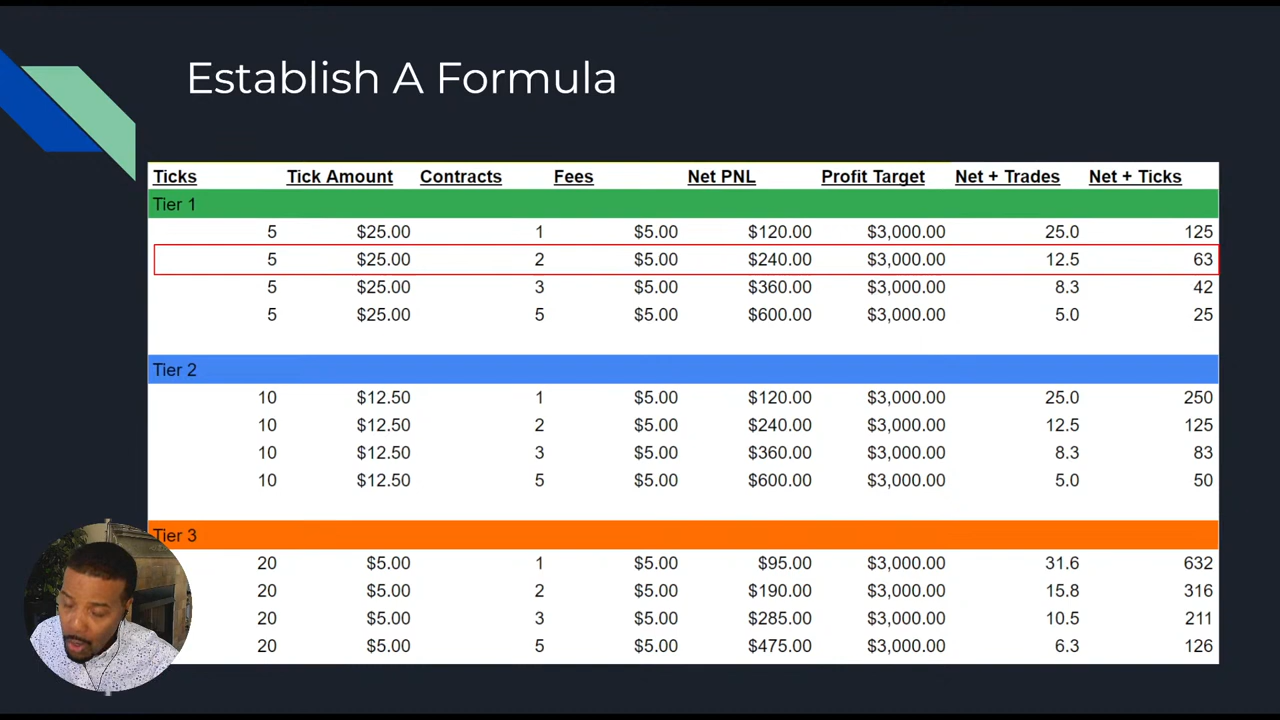 Establish A Formula
Ticks Tick Amount Contracts Fees Net PNL Profit Target Net + Trades Net + Ticks
Tier 1
5 $25.00 1 $5.00 $120.00 $3,000.00 25.0 125
5 $25.00 2 $5.00 $240.00 $3,000.00 12.5 63
5 $25.00 3 $5.00 $360.00 $3,000.00 8.3 42
5 $25.00 5 $5.00 $600.00 $3,000.00 5.0 25
Tier 2
10 $12.50 1 $5.00 $120.00 $3,000.00 25.0 250
10 $12.50 2 $5.00 $240.00 $3,000.00 12.5 125
10 $12.50 3 $5.00 $360.00 $3,000.00 8.3 83
10 $12.50 5 $5.00 $600.00 $3,000.00 5.0 50
Tier 3
20 $5.00 1 $5.00 $95.00 $3,000.00 31.6 632
20 $5.00 2 $5.00 $190.00 $3,000.00 15.8 316
20 $5.00 3 $5.00 $285.00 $3,000.00 10.5 211
20 $5.00 5 $5.00 $475.00 $3,000.00 6.3 126